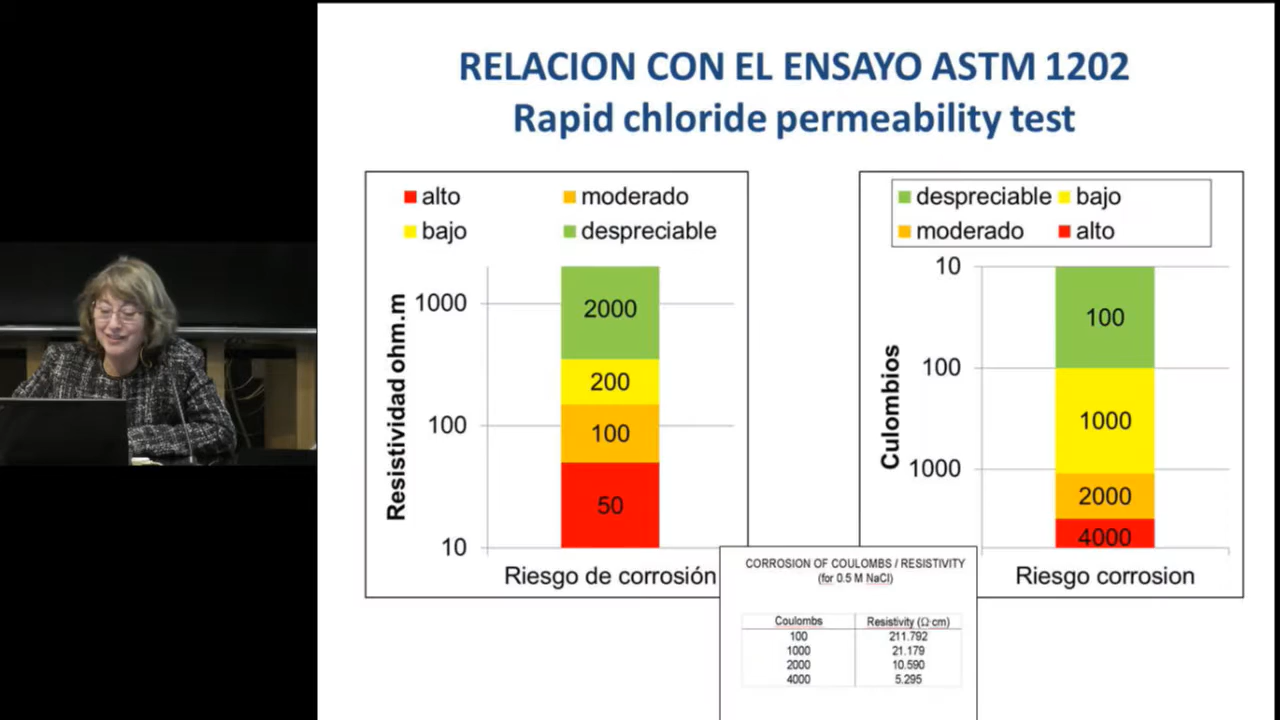 RELACION CON EL ENSAYO ASTM 1202
Rapid chloride permeability test
alto moderado
bajo despreciable
Resistividad ohm.m
1000
100
10
2000
200
100
50
Riesgo de corrosión
despreciable bajo
moderado alto
Culombios
10
100
1000
100
1000
2000
4000
Riesgo corrosion
CORROSION OF COULOMBS / RESISTIVITY
(for 0.5 M NaCl)
Coulombs Resistivity (Ω·cm)
100 211.792
1000 21.179
2000 10.590
4000 5.295